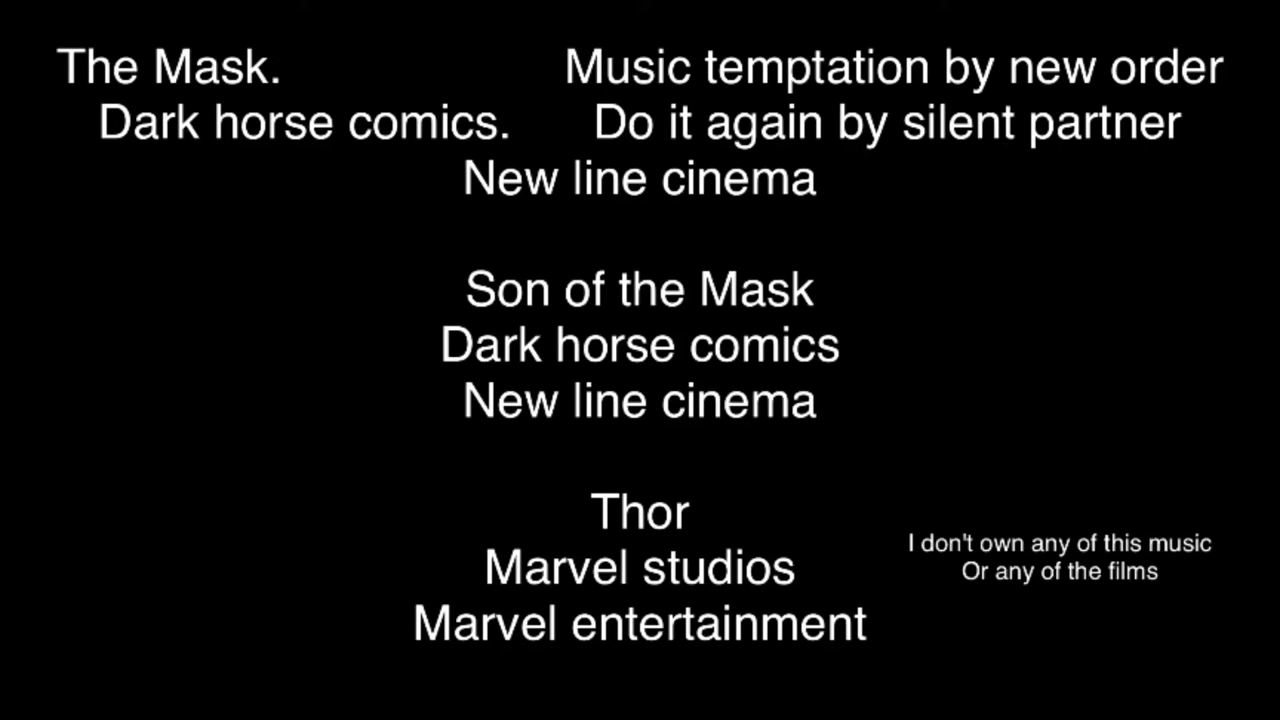 The Mask. Music temptation by new order
Dark horse comics. Do it again by silent partner
New line cinema
Son of the Mask
Dark horse comics
New line cinema
Thor
Marvel studios
Marvel entertainment
I don't own any of this music
Or any of the films